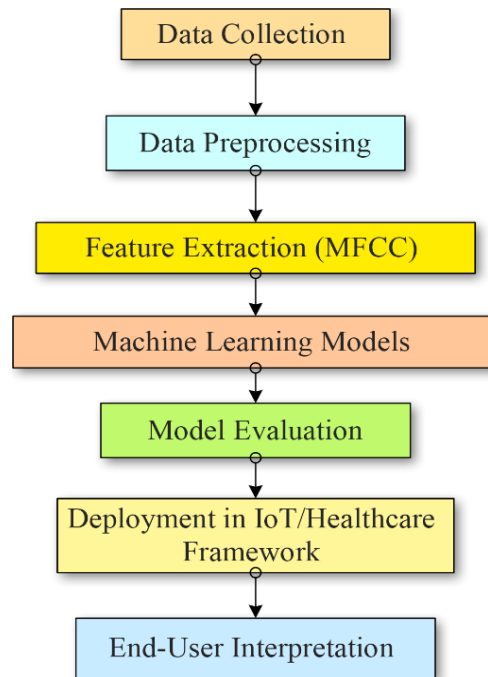 Data Collection
Data Preprocessing
Feature Extraction (MFCC)
Machine Learning Models
Model Evaluation
Deployment in IoT/Healthcare
Framework
End-User Interpretation